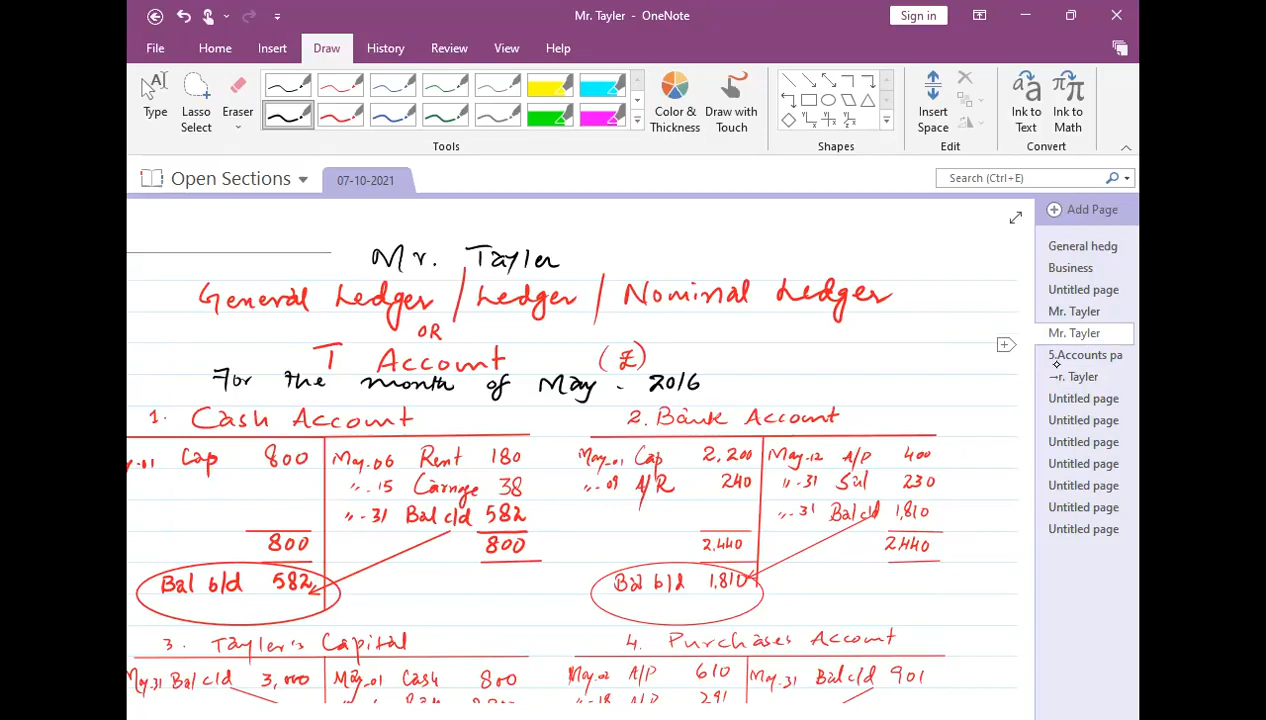 Mr. Tayler - OneNote
Sign in
File Home Insert Draw History Review View Help
Type
Lasso Select
Eraser
Color & Thickness
Draw with Touch
Insert Space
Ink to Text
Ink to Math
Tools Shapes Edit Convert
Open Sections 07-10-2021 Search (Ctrl+E)
Add Page
General hedg
Business
Untitled page
Mr. Tayler
Mr. Tayler
5.Accounts pa
r. Tayler
Untitled page
Untitled page
Untitled page
Untitled page
Untitled page
Untitled page
Untitled page
Mr. Tayler
General Ledger / Ledger / Nominal Ledger
OR
T Account (£)
For the month of May - 2016
1. Cash Account
y.01 Cap 800 May.06 Rent 180
".15 Carriage 38
".31 Bal c/d 582
800 800
Bal b/d 582
2. Bank Account
May.01 Cap 2,200 May.12 A/P 400
".09 A/R 240 ".31 Sal 230
".31 Bal c/d 1,810
2,440 2,440
Bal b/d 1,810
3. Tayler's Capital
May.31 Bal c/d 3,000 May.01 Cash 800
4. Purchases Account
May.02 A/P 610 May.31 Bal c/d 901
".18 A/P 291